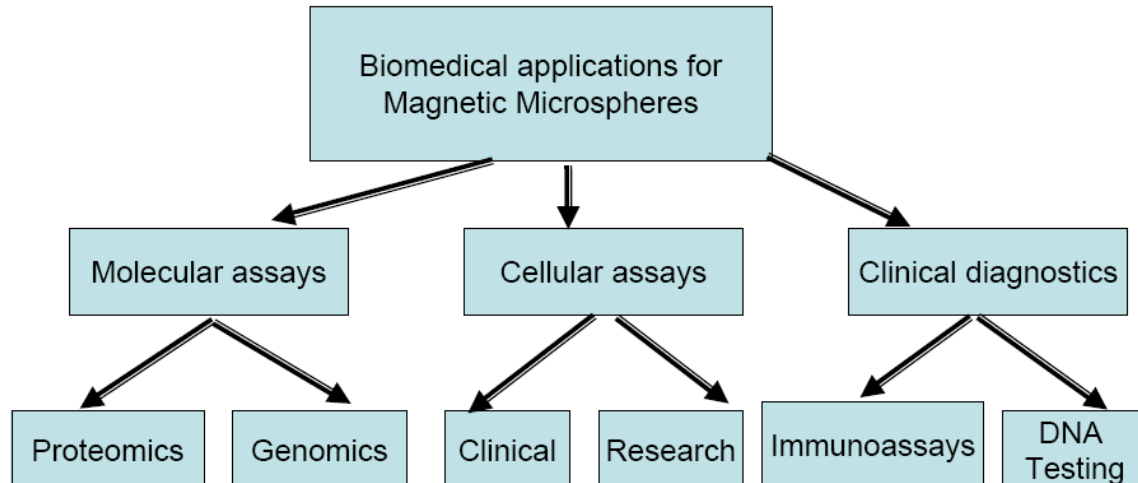 Biomedical applications for
Magnetic Microspheres
Molecular assays
Cellular assays
Clinical diagnostics
Proteomics
Genomics
Clinical
Research
Immunoassays
DNA
Testing